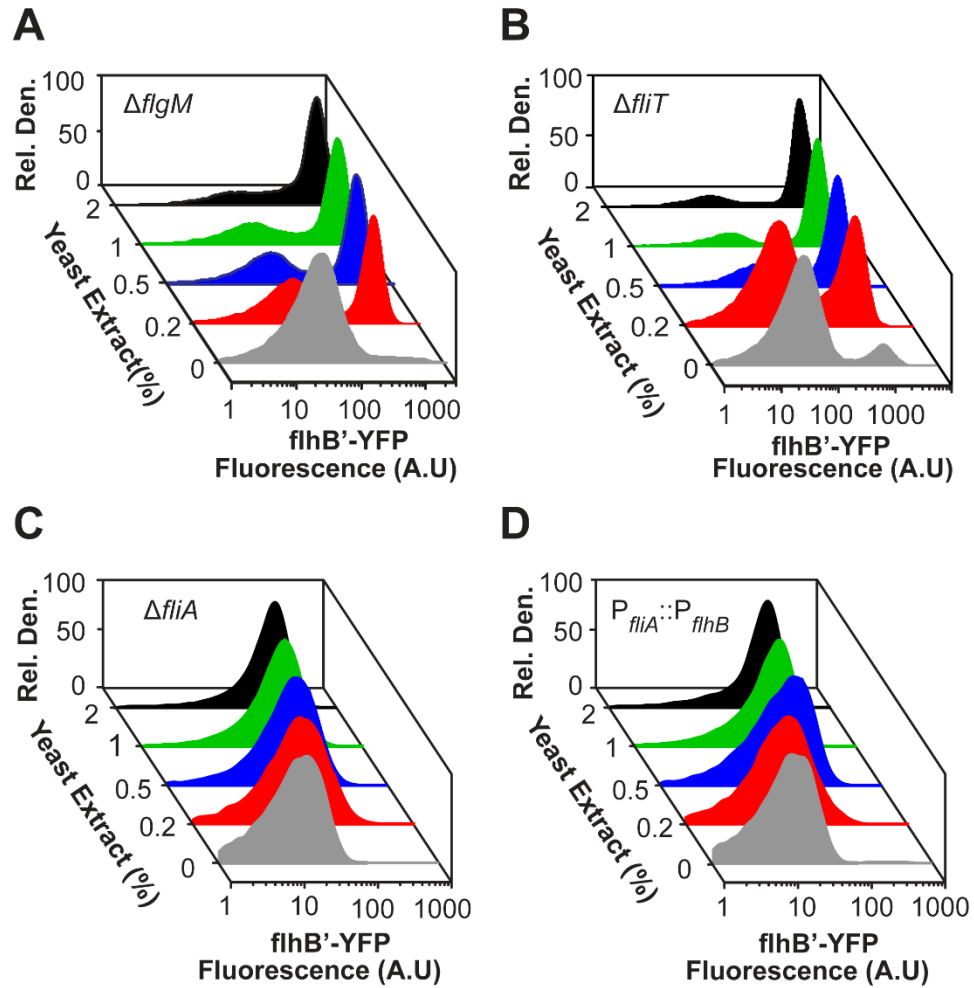 A
Rel. Den.
100
50
0
ΔflgM
Yeast Extract(%)
2
1
0.5
0.2
0
1
10
100
1000
flhB'-YFP
Fluorescence (A.U)
B
Rel. Den.
100
50
0
ΔfliT
Yeast Extract (%)
2
1
0.5
0.2
0
1
10
100
1000
flhB'-YFP
Fluorescence (A.U)
C
Rel. Den.
100
50
0
ΔfliA
Yeast Extract (%)
2
1
0.5
0.2
0
1
10
100
1000
flhB'-YFP
Fluorescence (A.U)
D
Rel. Den.
100
50
0
PfliA::PflhB
Yeast Extract (%)
2
1
0.5
0.2
0
1
10
100
1000
flhB'-YFP
Fluorescence (A.U)